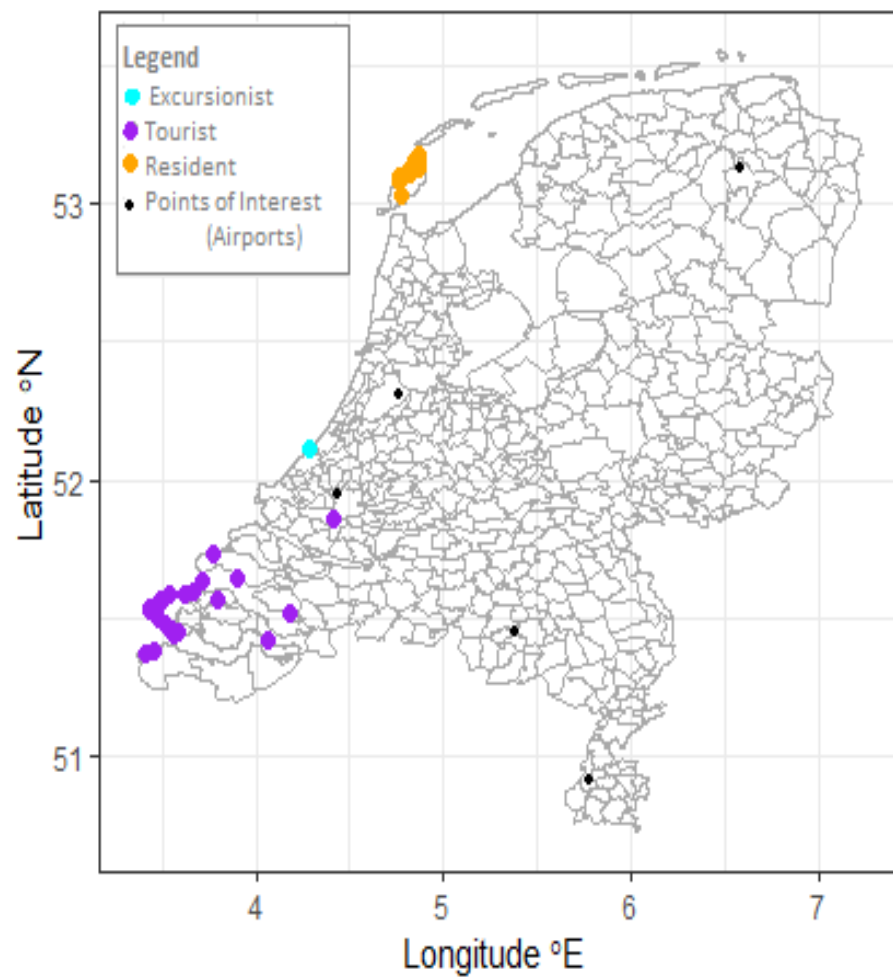 Legend
Excursionist
Tourist
Resident
Points of Interest
(Airports)
53
52
51
Latitude °N
4
5
6
7
Longitude °E